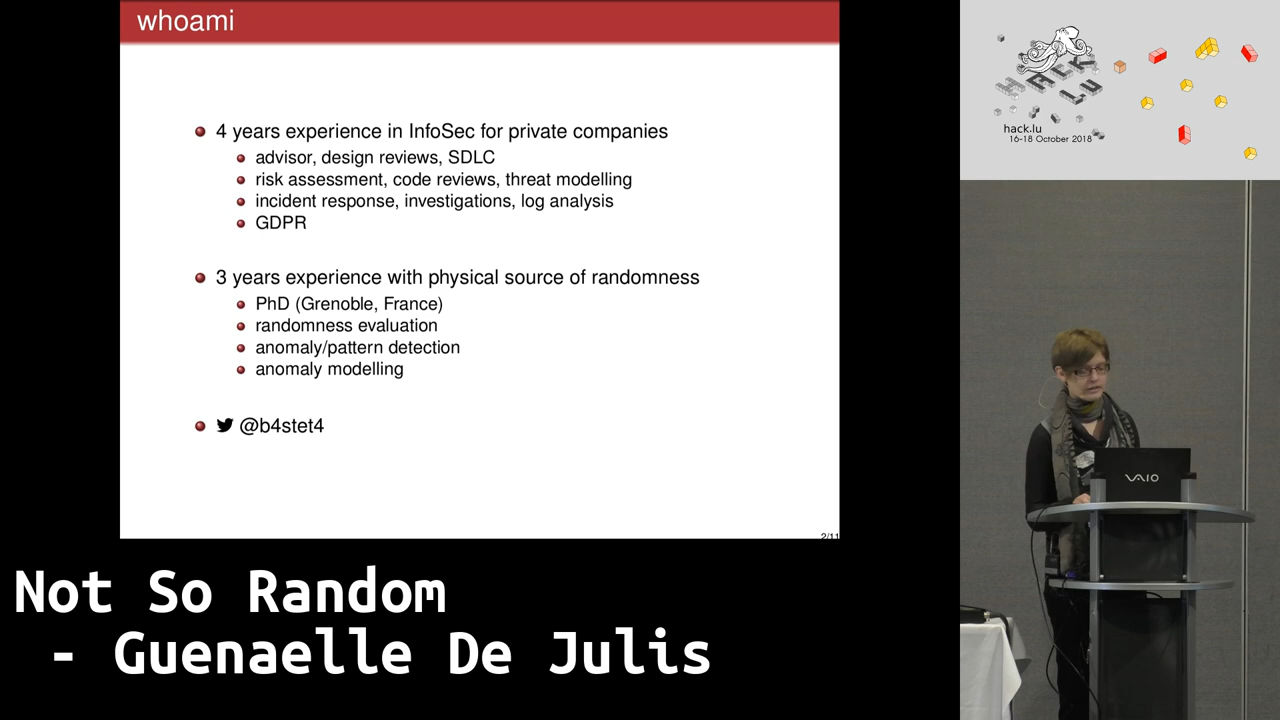 whoami
4 years experience in InfoSec for private companies
advisor, design reviews, SDLC
risk assessment, code reviews, threat modelling
incident response, investigations, log analysis
GDPR
3 years experience with physical source of randomness
PhD (Grenoble, France)
randomness evaluation
anomaly/pattern detection
anomaly modelling
@b4stet4
2/11
Not So Random
- Guenaelle De Julis
HACK
LU
hack.lu
16-18 October 2018
VAIO